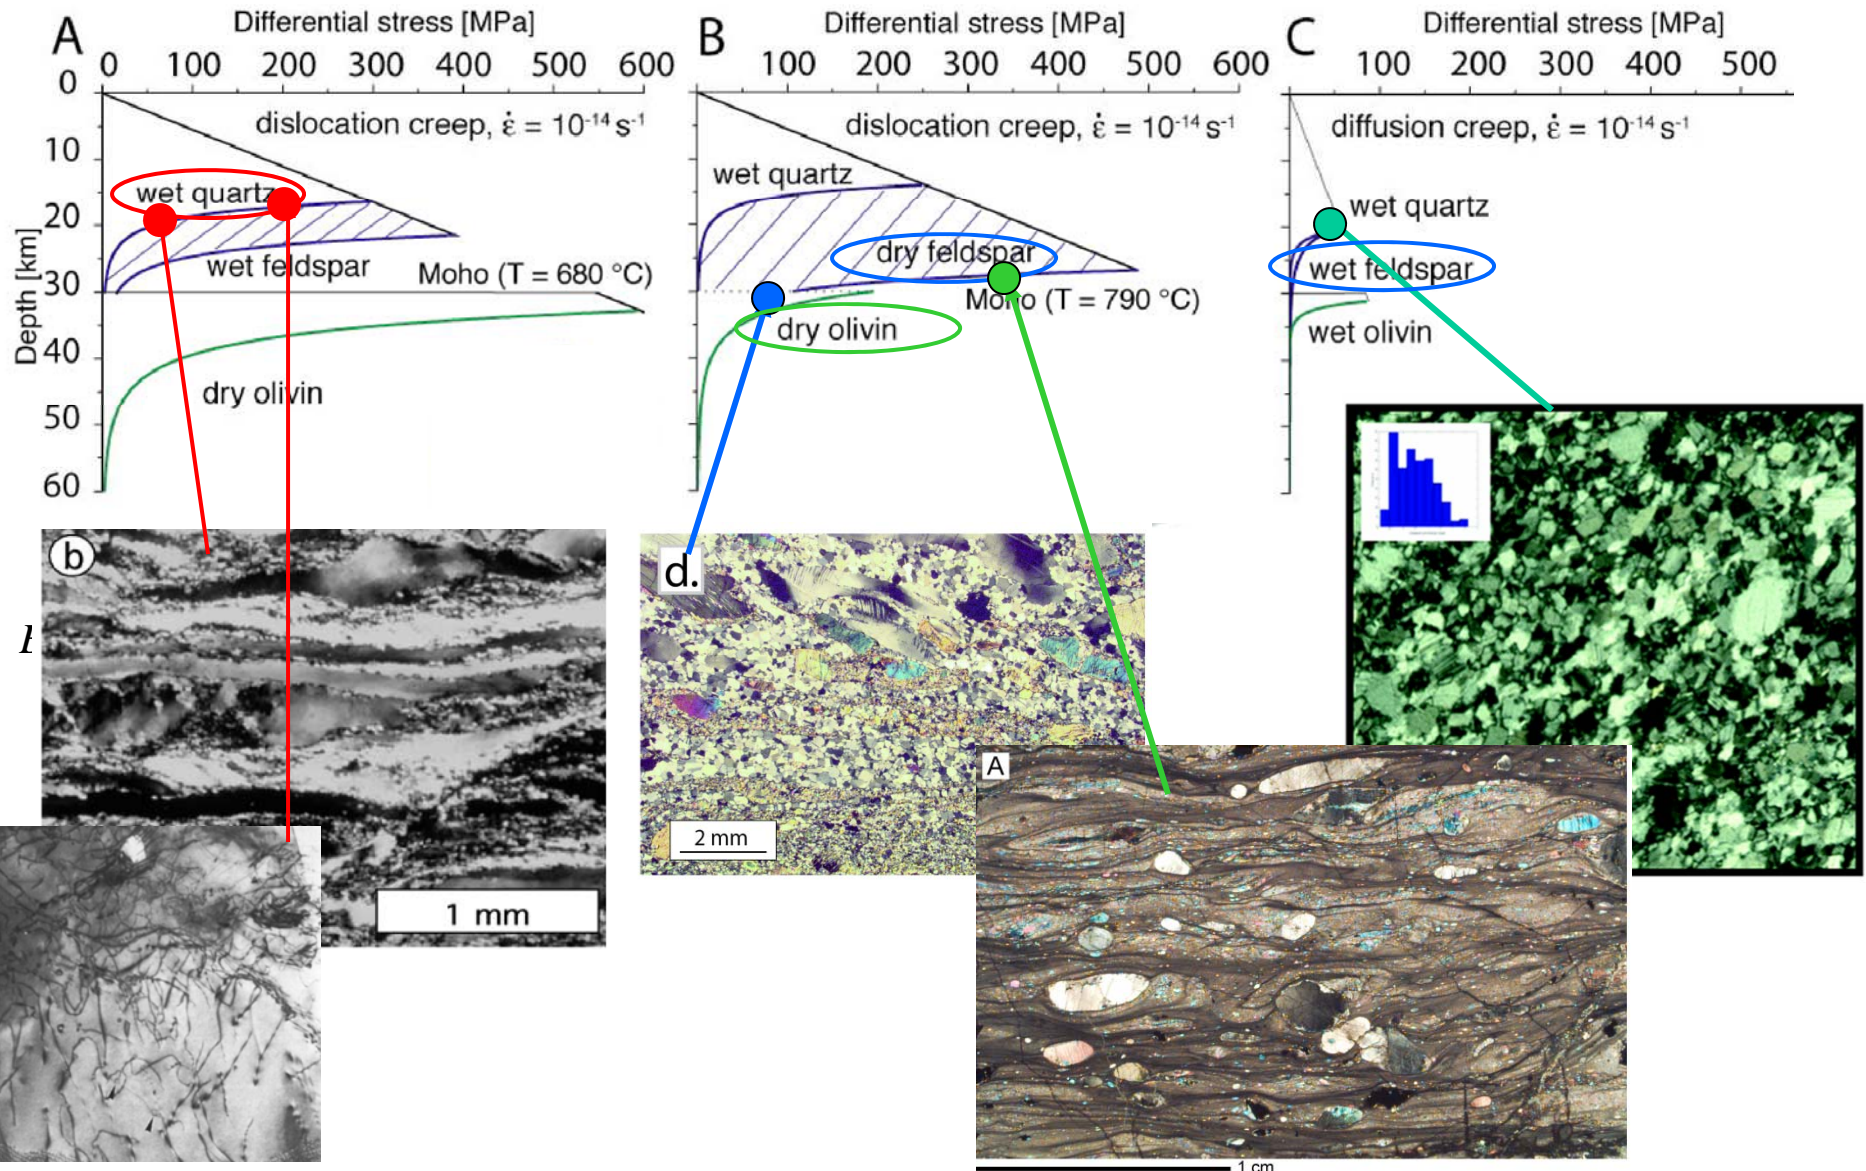 A
Differential stress [MPa]
0 100 200 300 400 500 600
0
10
20
30
40
50
60
Depth [km]
dislocation creep, ε̇ = 10⁻¹⁴ s⁻¹
wet quartz
wet feldspar
Moho (T = 680 °C)
dry olivin
B
Differential stress [MPa]
100 200 300 400 500 600
dislocation creep, ε̇ = 10⁻¹⁴ s⁻¹
wet quartz
dry feldspar
Moho (T = 790 °C)
dry olivin
C
Differential stress [MPa]
100 200 300 400 500
diffusion creep, ε̇ = 10⁻¹⁴ s⁻¹
wet quartz
wet feldspar
wet olivin
b
1 mm
d.
2 mm
A
1 cm